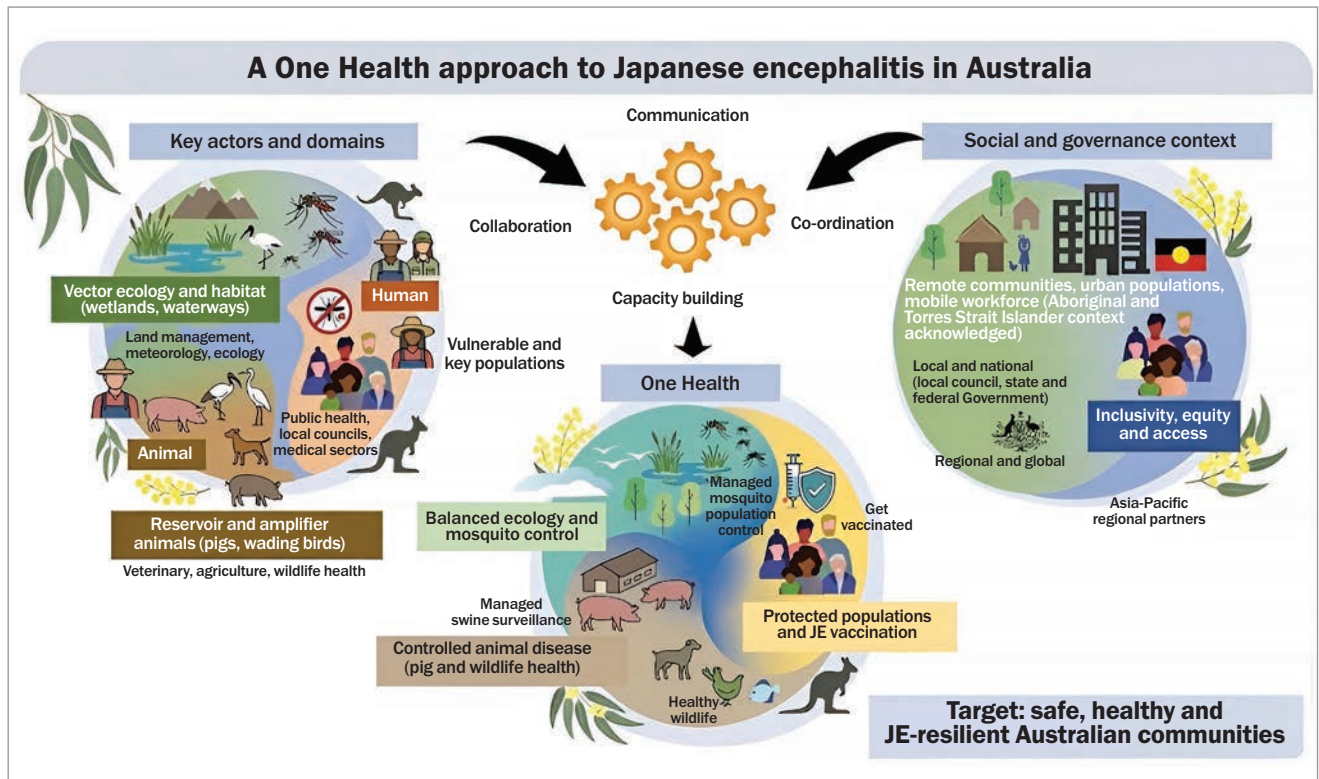 A One Health approach to Japanese encephalitis in Australia
Key actors and domains
Vector ecology and habitat
(wetlands, waterways)
Land management,
meteorology, ecology
Human
Vulnerable and
key populations
Public health,
local councils,
medical sectors
Animal
Reservoir and amplifier
animals (pigs, wading birds)
Veterinary, agriculture, wildlife health
Communication
Collaboration
Co-ordination
Capacity building
Social and governance context
Remote communities, urban populations,
mobile workforce (Aboriginal and
Torres Strait Islander context
acknowledged)
Local and national
(local council, state and
federal Government)
Regional and global
Inclusivity, equity
and access
Asia-Pacific
regional partners
One Health
Managed
mosquito
population
control
Get
vaccinated
Balanced ecology and
mosquito control
Protected populations
and JE vaccination
Managed
swine surveillance
Controlled animal disease
(pig and wildlife health)
Healthy
wildlife
Target: safe, healthy and
JE-resilient Australian communities